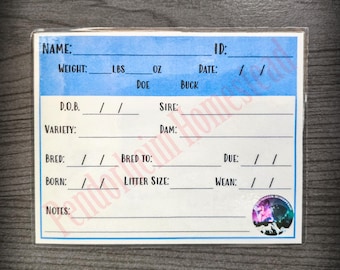 Name: ID:
Weight: lbs oz Date: / /
Doe Buck
D.O.B. / / Sire:
Variety: Dam:
Bred: / / Bred to: Due: / /
Born: / / Litter Size: Wean: / /
Notes: